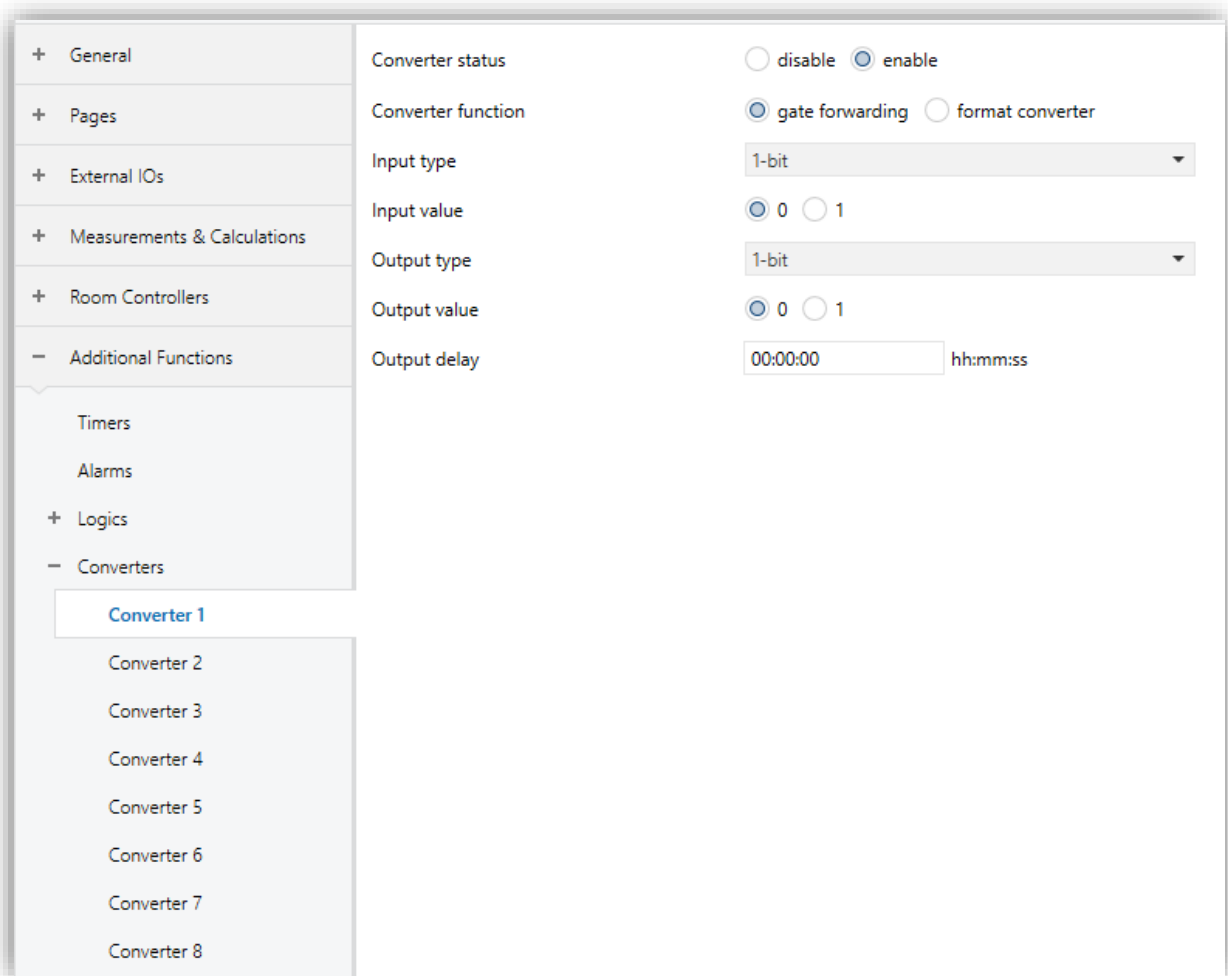 General
Pages
External IOs
Measurements & Calculations
Room Controllers
Additional Functions
Timers
Alarms
Logics
Converters
Converter 1
Converter 2
Converter 3
Converter 4
Converter 5
Converter 6
Converter 7
Converter 8
Converter status disable enable
Converter function gate forwarding format converter
Input type 1-bit
Input value 0 1
Output type 1-bit
Output value 0 1
Output delay 00:00:00 hh:mm:ss